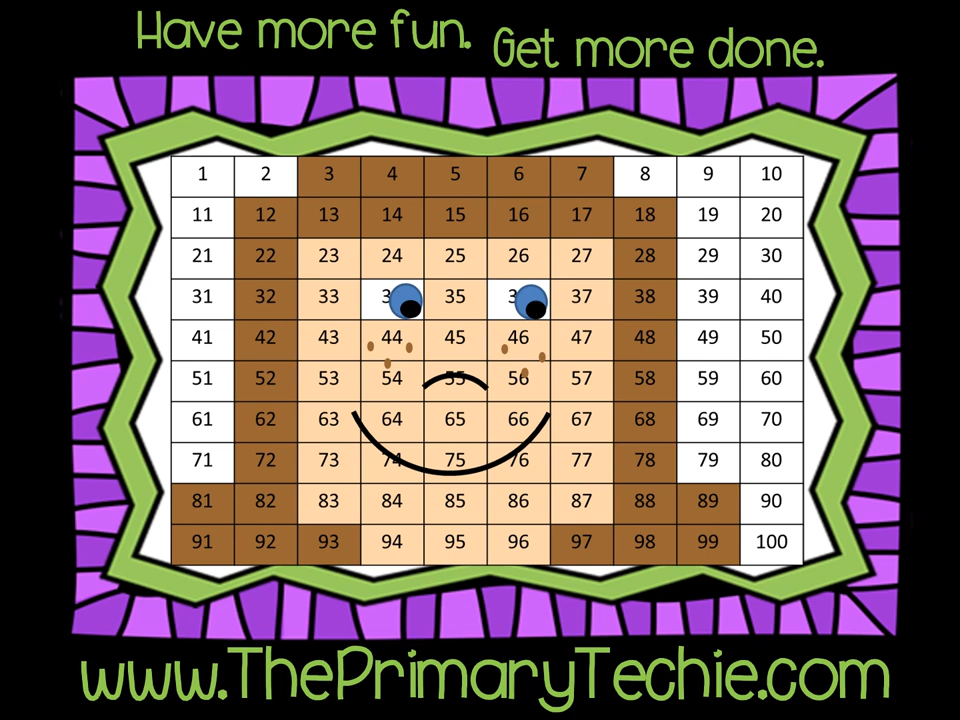 Have more fun. Get more done.
1 2 3 4 5 6 7 8 9 10
11 12 13 14 15 16 17 18 19 20
21 22 23 24 25 26 27 28 29 30
31 32 33 35 37 38 39 40
41 42 43 44 45 46 47 48 49 50
51 52 53 54 55 56 57 58 59 60
61 62 63 64 65 66 67 68 69 70
71 72 73 74 75 76 77 78 79 80
81 82 83 84 85 86 87 88 89 90
91 92 93 94 95 96 97 98 99 100
www.ThePrimaryTechie.com